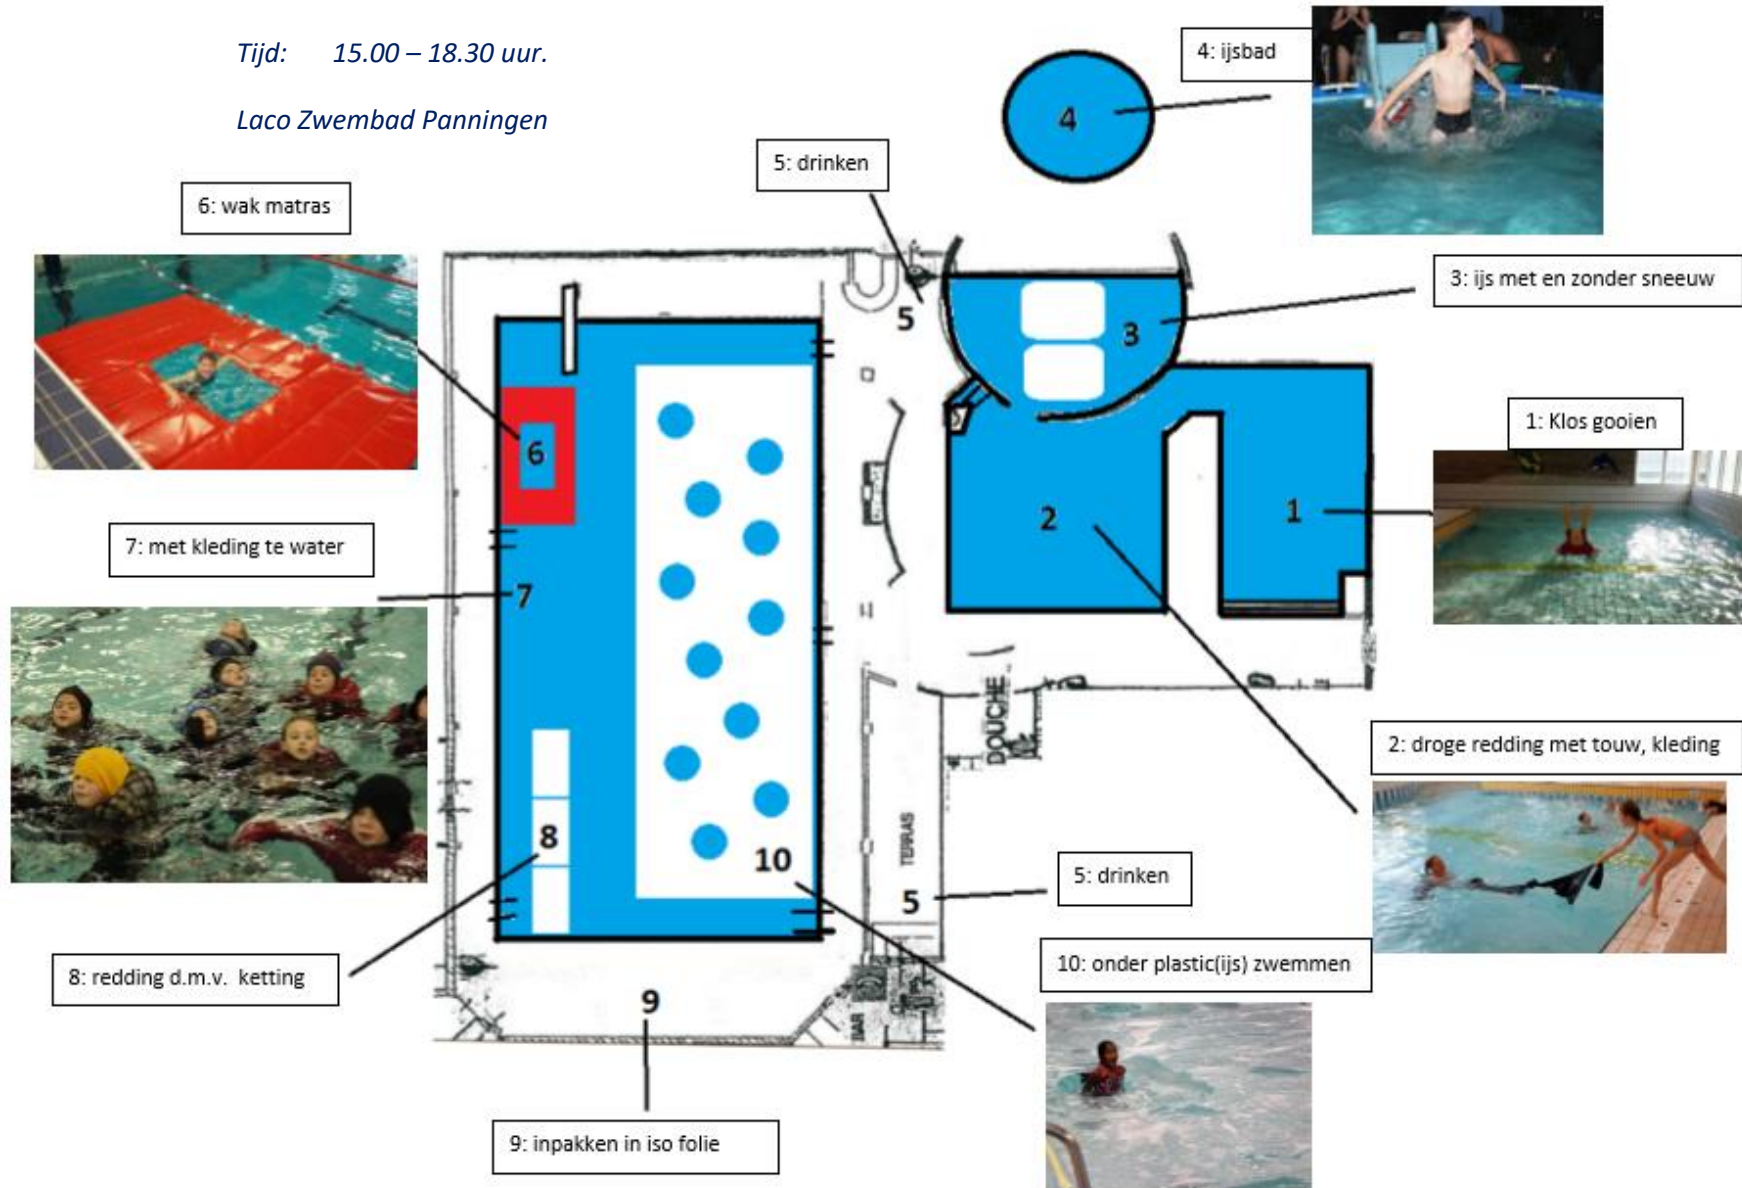 Tijd: 15.00 – 18.30 uur.
Laco Zwembad Panningen
4: ijsbad
4
5: drinken
6: wak matras
3: ijs met en zonder sneeuw
5
3
1: Klos gooien
6
2
1
7: met kleding te water
7
DOUCHE
2: droge redding met touw, kleding
8
10
TERRAS
5
5: drinken
8: redding d.m.v. ketting
10: onder plastic(ijs) zwemmen
9
BAR
9: inpakken in iso folie